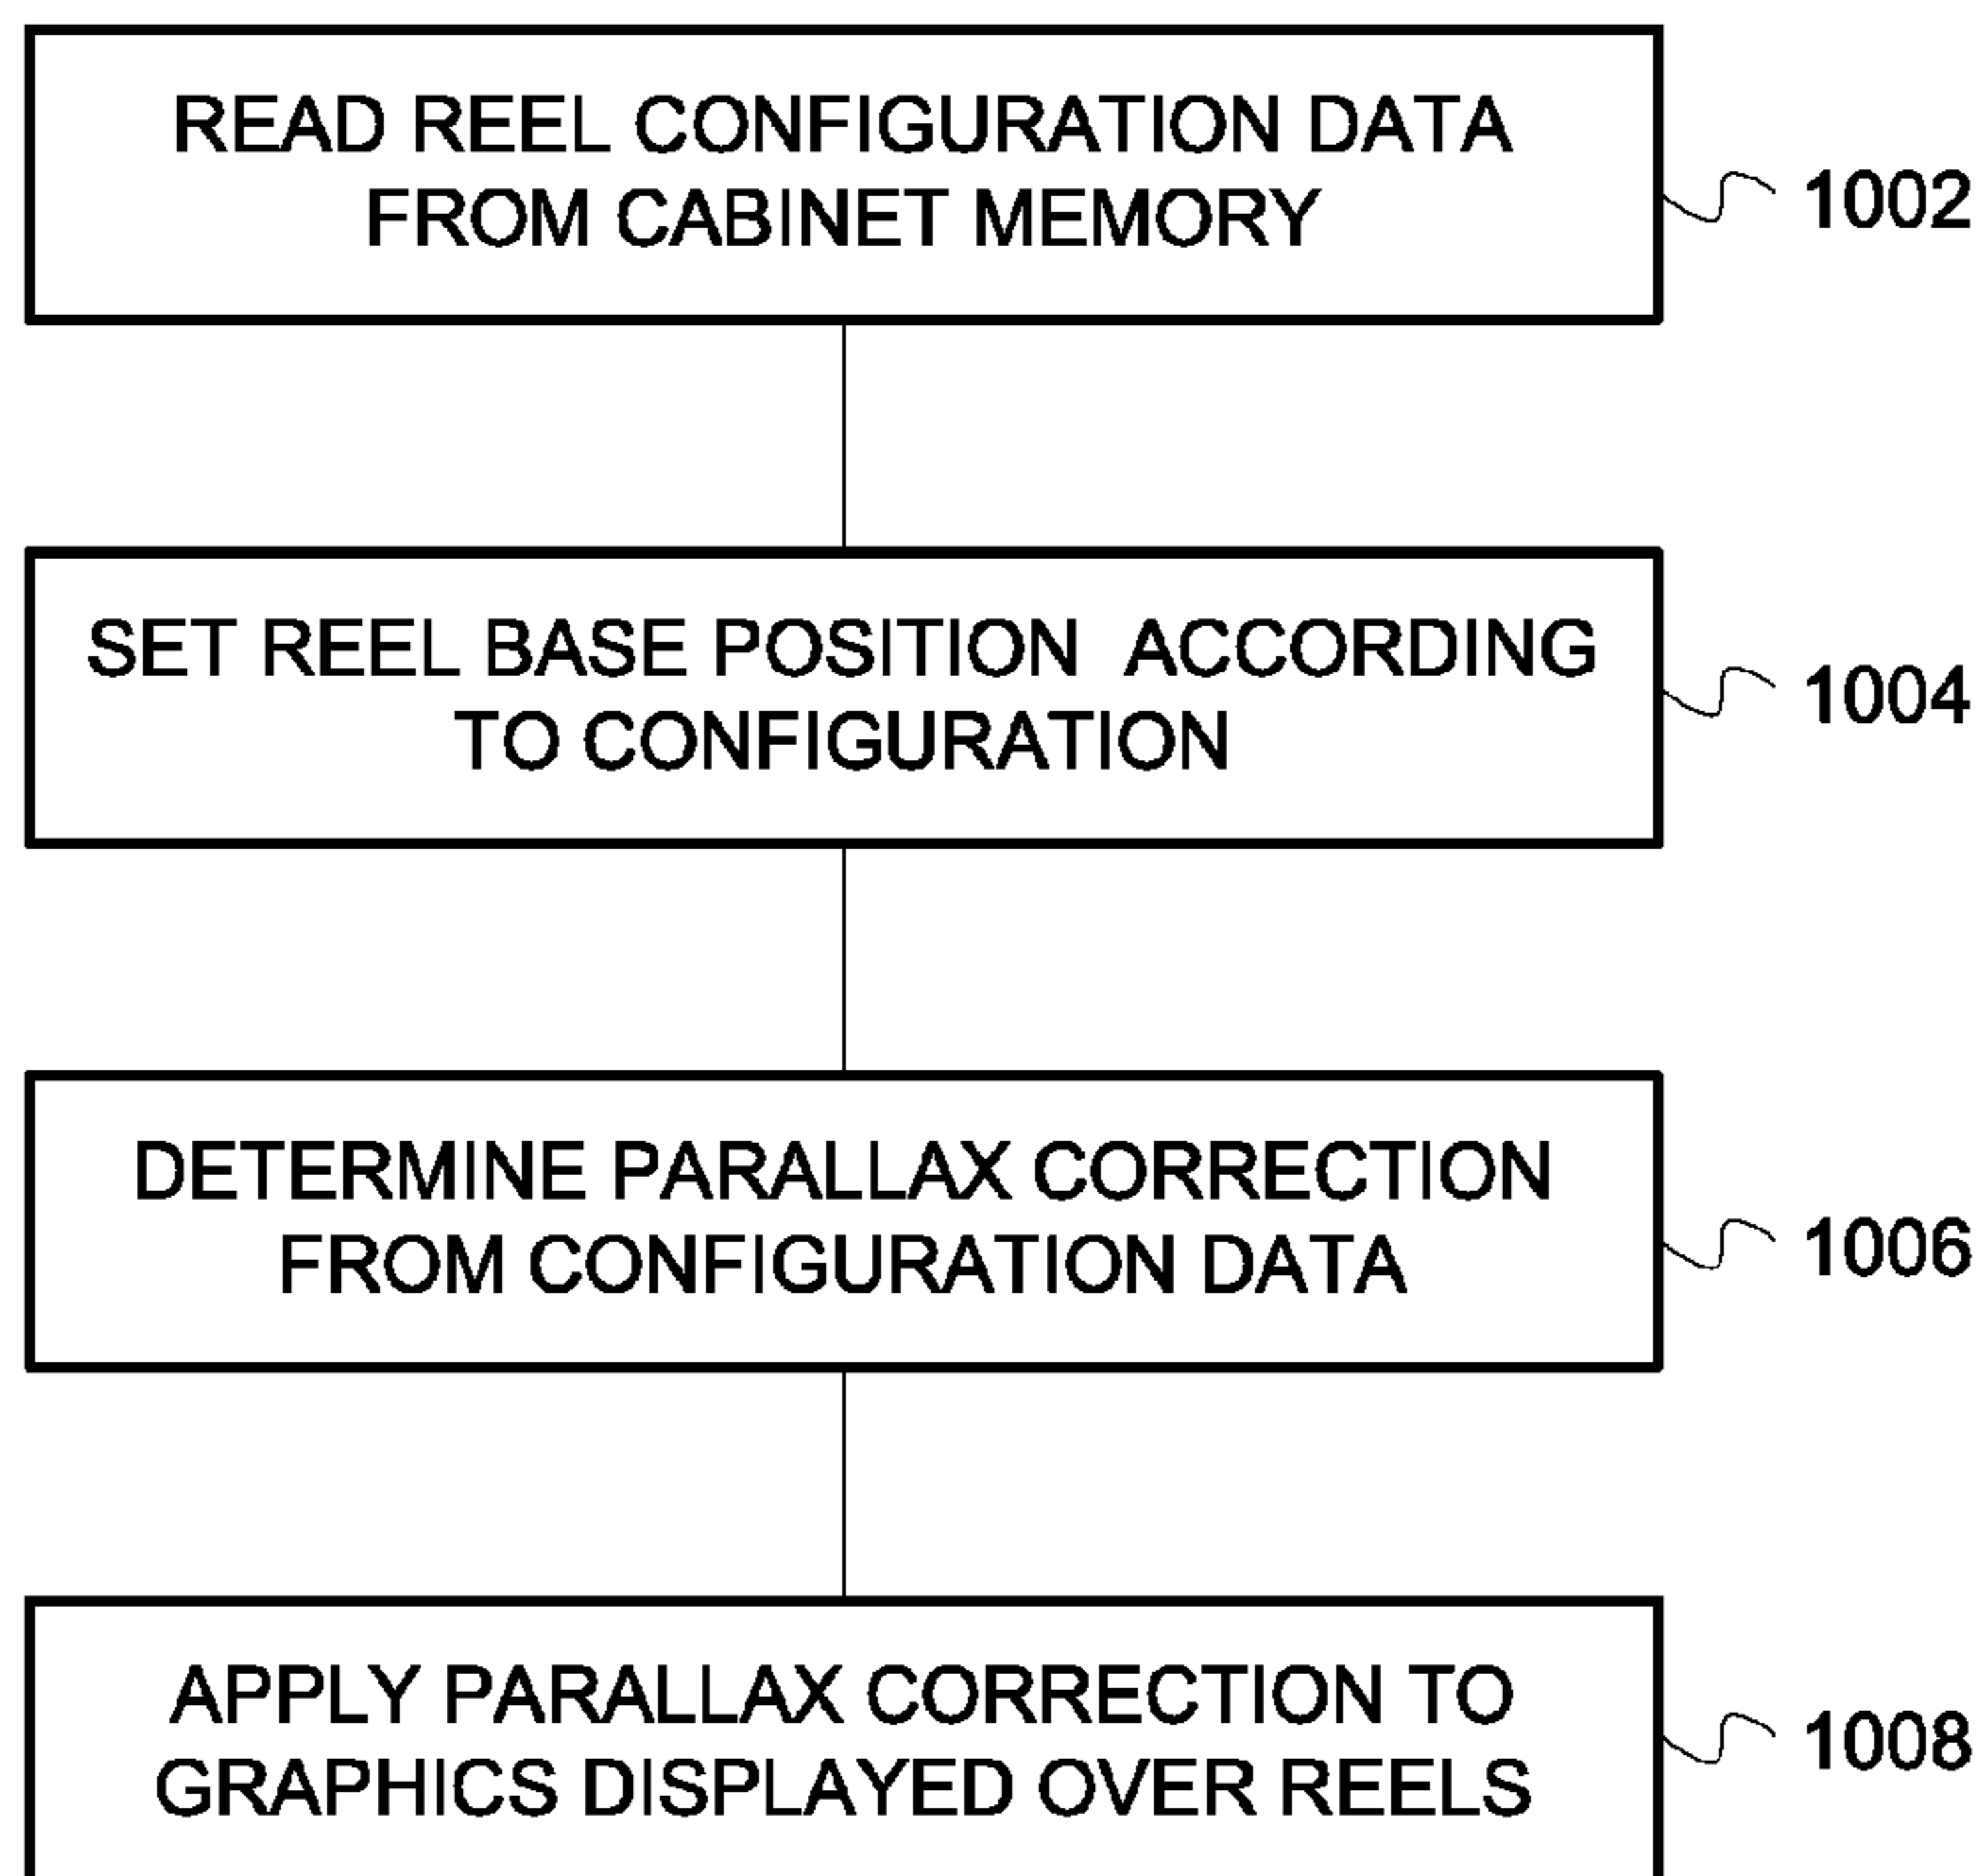 READ REEL CONFIGURATION DATA
FROM CABINET MEMORY
1002
SET REEL BASE POSITION ACCORDING
TO CONFIGURATION
1004
DETERMINE PARALLAX CORRECTION
FROM CONFIGURATION DATA
1006
APPLY PARALLAX CORRECTION TO
GRAPHICS DISPLAYED OVER REELS
1008